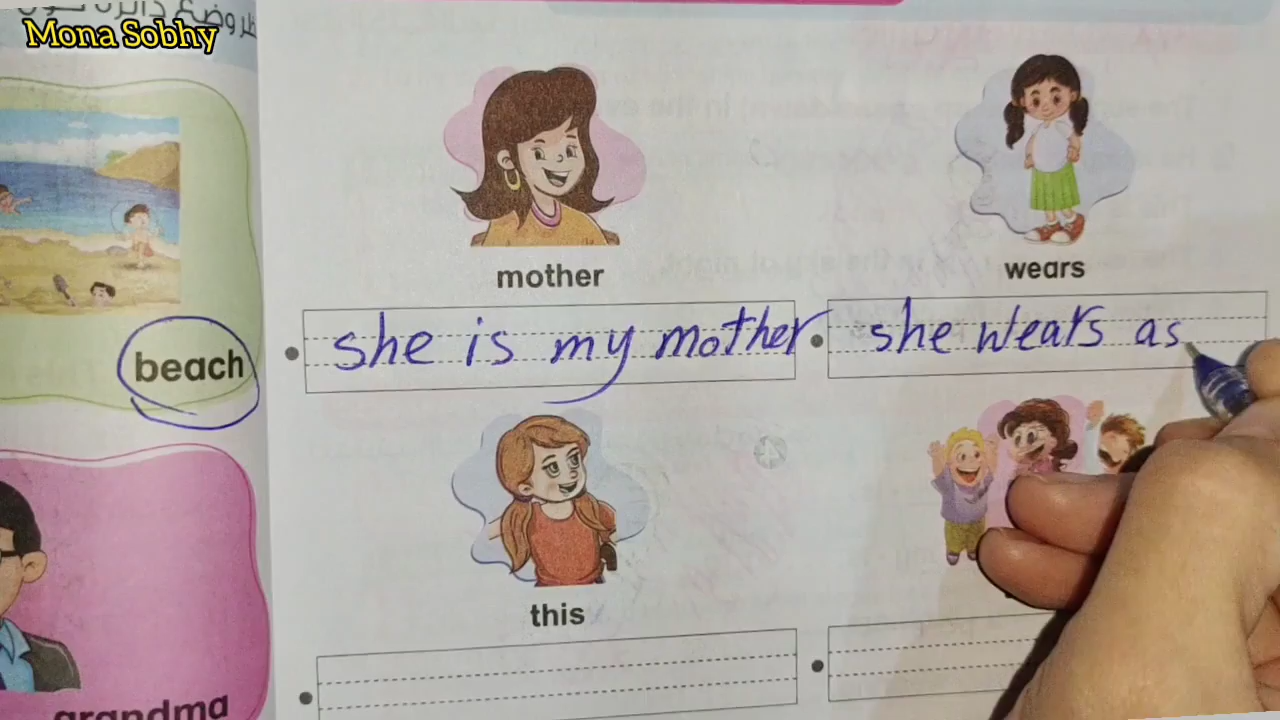 Mona Sobhy
mother
wears
she is my mother
she wears as
beach
this
grandma